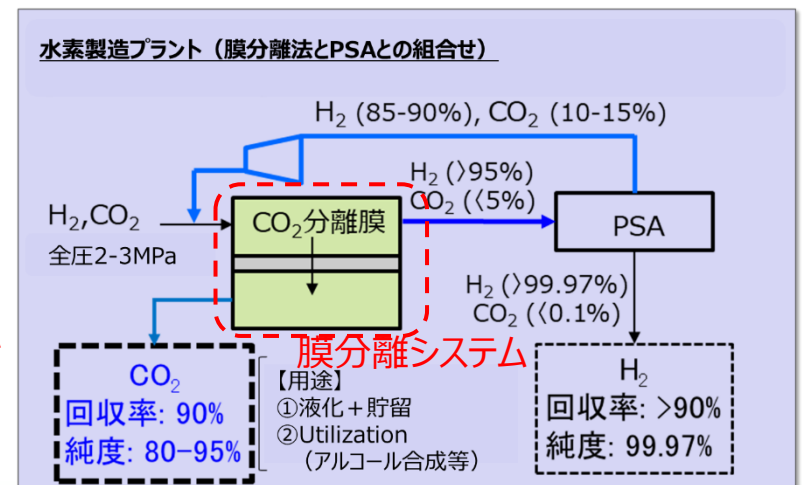 水素製造プラント（膜分離法とPSAとの組合せ）
H₂ (85-90%), CO₂ (10-15%)
H₂ (〉95%)
CO₂ (〈5%)
H₂,CO₂
全圧2-3MPa
CO₂分離膜
PSA
H₂ (〉99.97%)
CO₂ (〈0.1%)
膜分離システム
CO₂
回収率: 90%
純度: 80-95%
【用途】
①液化＋貯留
②Utilization
（アルコール合成等）
H₂
回収率: >90%
純度: 99.97%